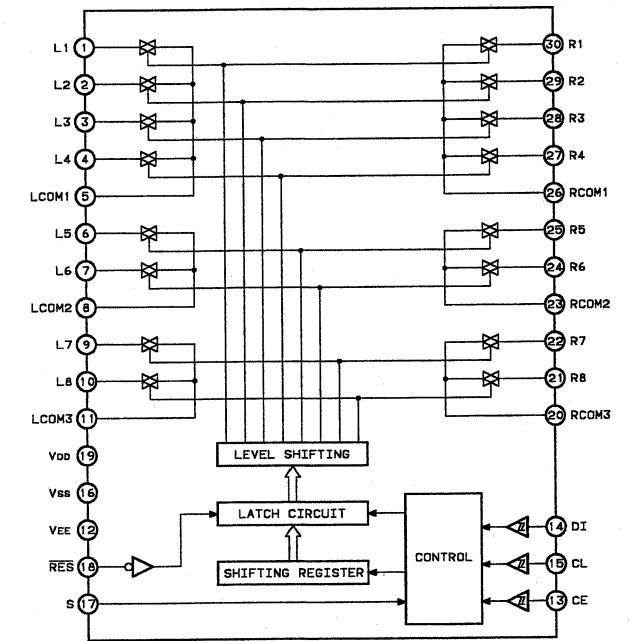 L1 1 30 R1
L2 2 29 R2
L3 3 28 R3
L4 4 27 R4
LCOM1 5 26 RCOM1
L5 6 25 R5
L6 7 24 R6
LCOM2 8 23 RCOM2
L7 9 22 R7
L8 10 21 R8
LCOM3 11 20 RCOM3
VDD 19 LEVEL SHIFTING
VSS 16
LATCH CIRCUIT
VEE 12 14 DI
CONTROL
RES 18 SHIFTING REGISTER 15 CL
S 17 13 CE